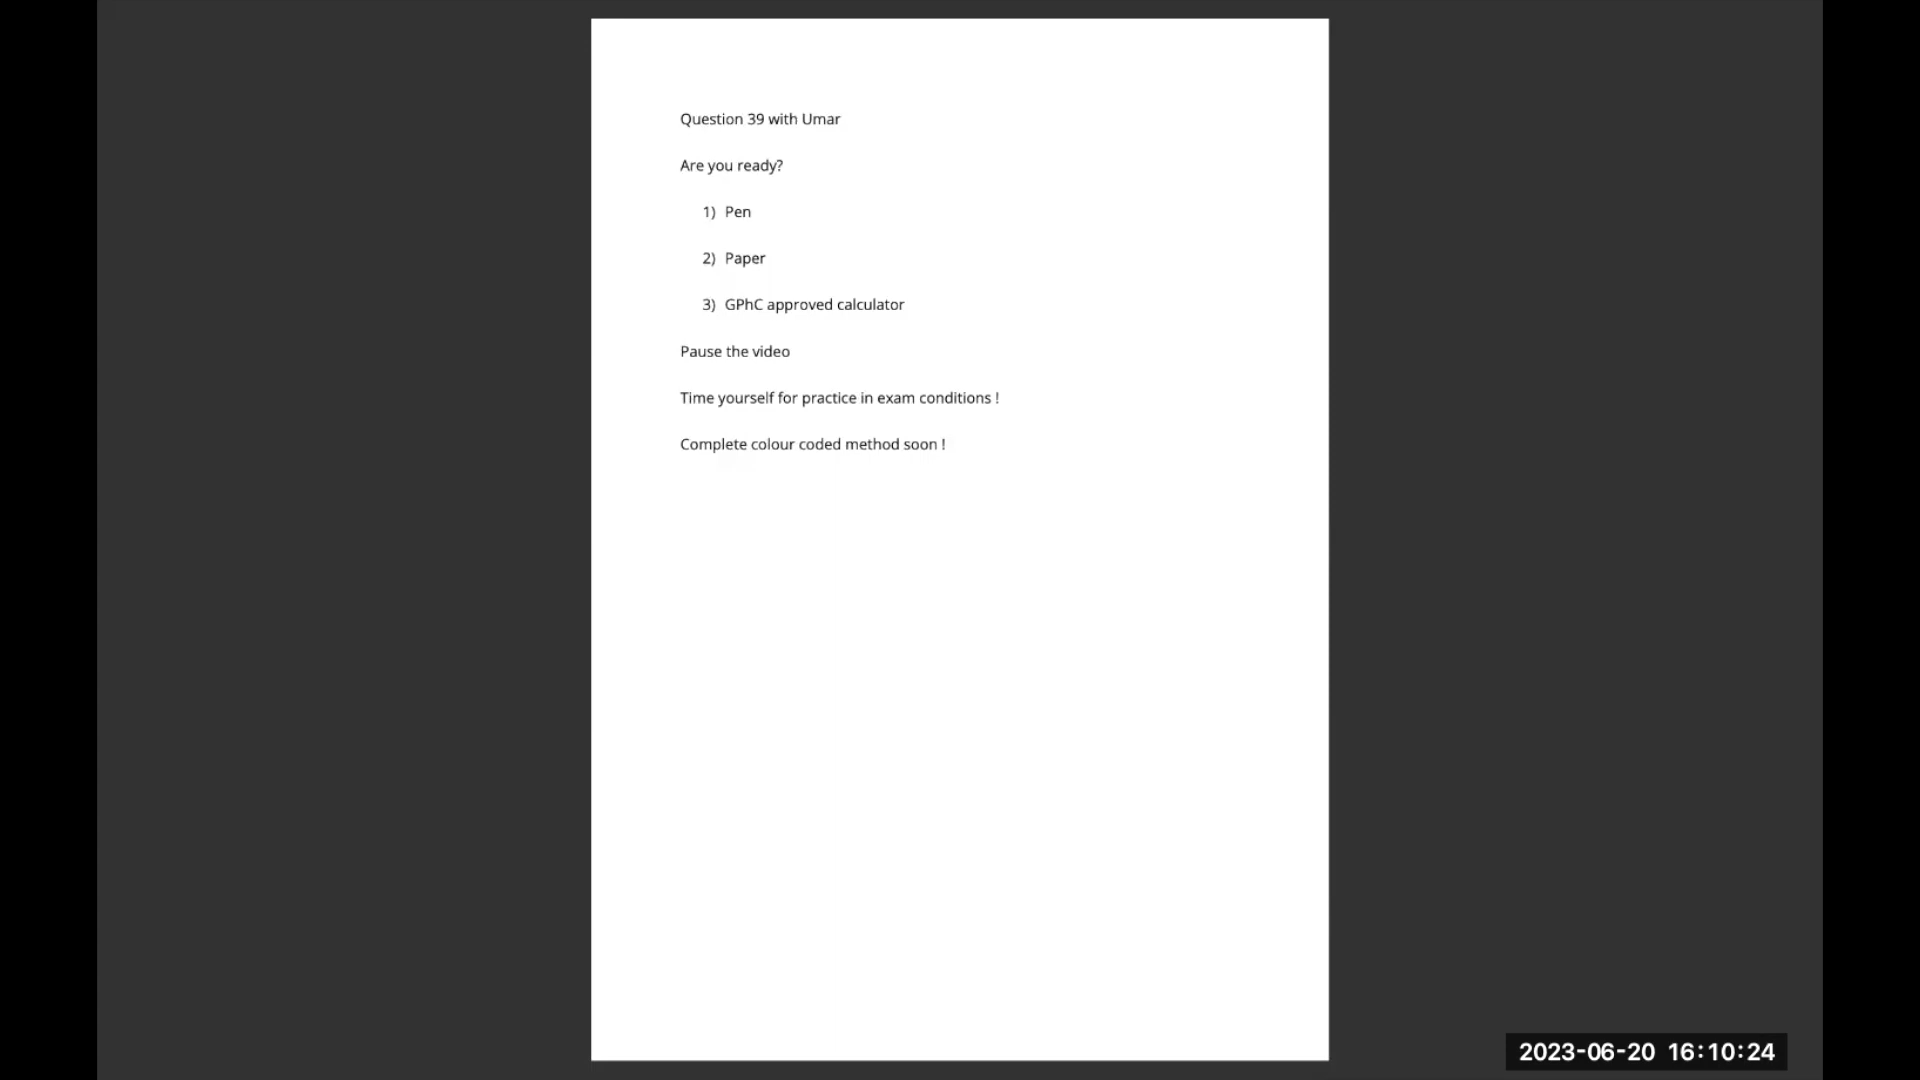 Question 39 with Umar
Are you ready?
1) Pen
2) Paper
3) GPhC approved calculator
Pause the video
Time yourself for practice in exam conditions !
Complete colour coded method soon !
2023-06-20 16:10:24